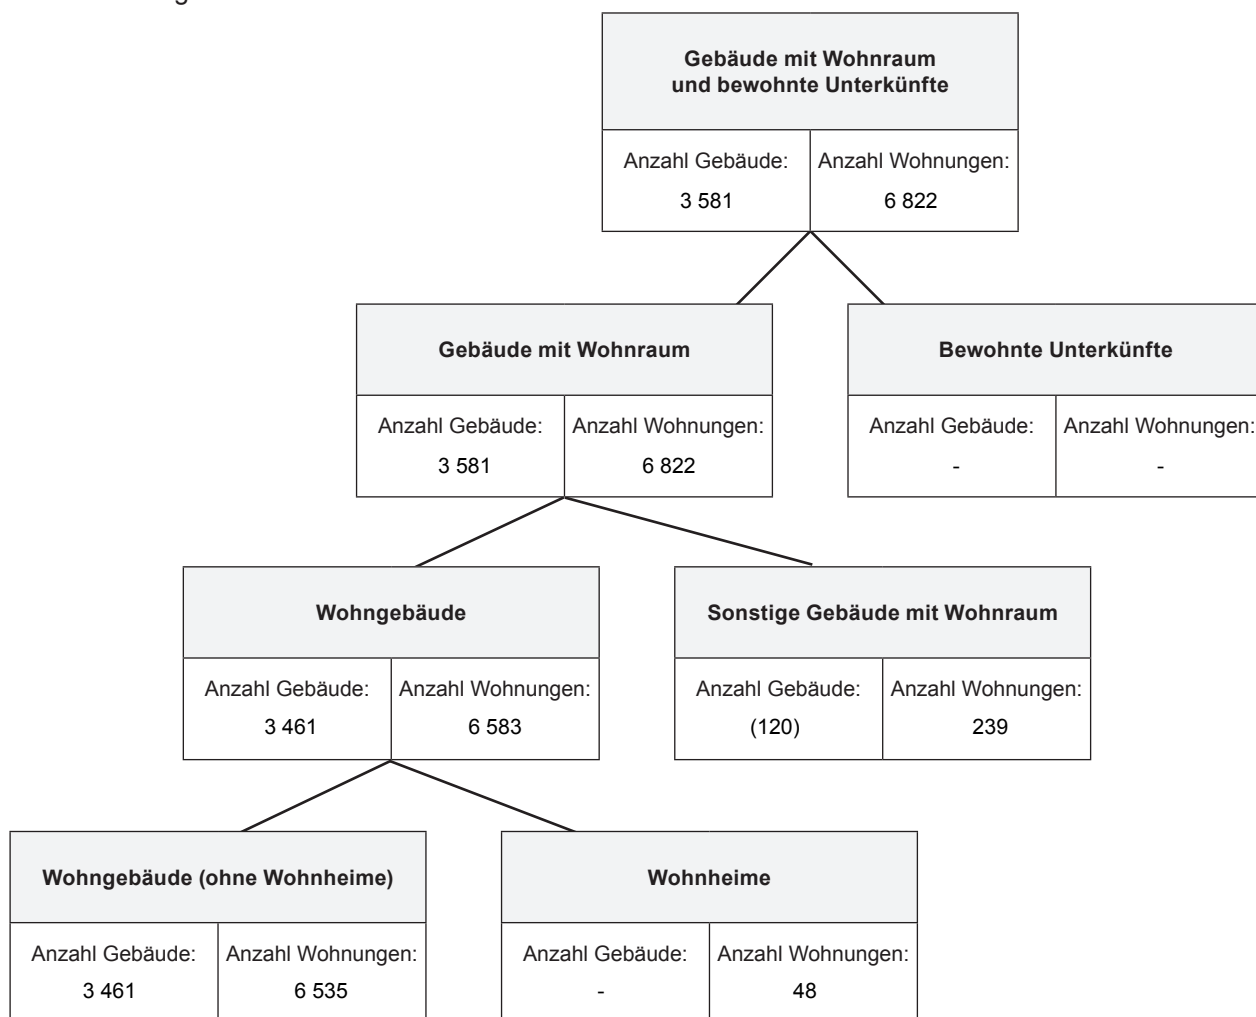 Gebäude mit Wohnraum
und bewohnte Unterkünfte
Anzahl Gebäude: Anzahl Wohnungen:
3 581 6 822
Gebäude mit Wohnraum
Bewohnte Unterkünfte
Anzahl Gebäude: Anzahl Wohnungen:
3 581 6 822
Anzahl Gebäude: Anzahl Wohnungen:
- -
Wohngebäude
Sonstige Gebäude mit Wohnraum
Anzahl Gebäude: Anzahl Wohnungen:
3 461 6 583
Anzahl Gebäude: Anzahl Wohnungen:
(120) 239
Wohngebäude (ohne Wohnheime)
Wohnheime
Anzahl Gebäude: Anzahl Wohnungen:
3 461 6 535
Anzahl Gebäude: Anzahl Wohnungen:
- 48